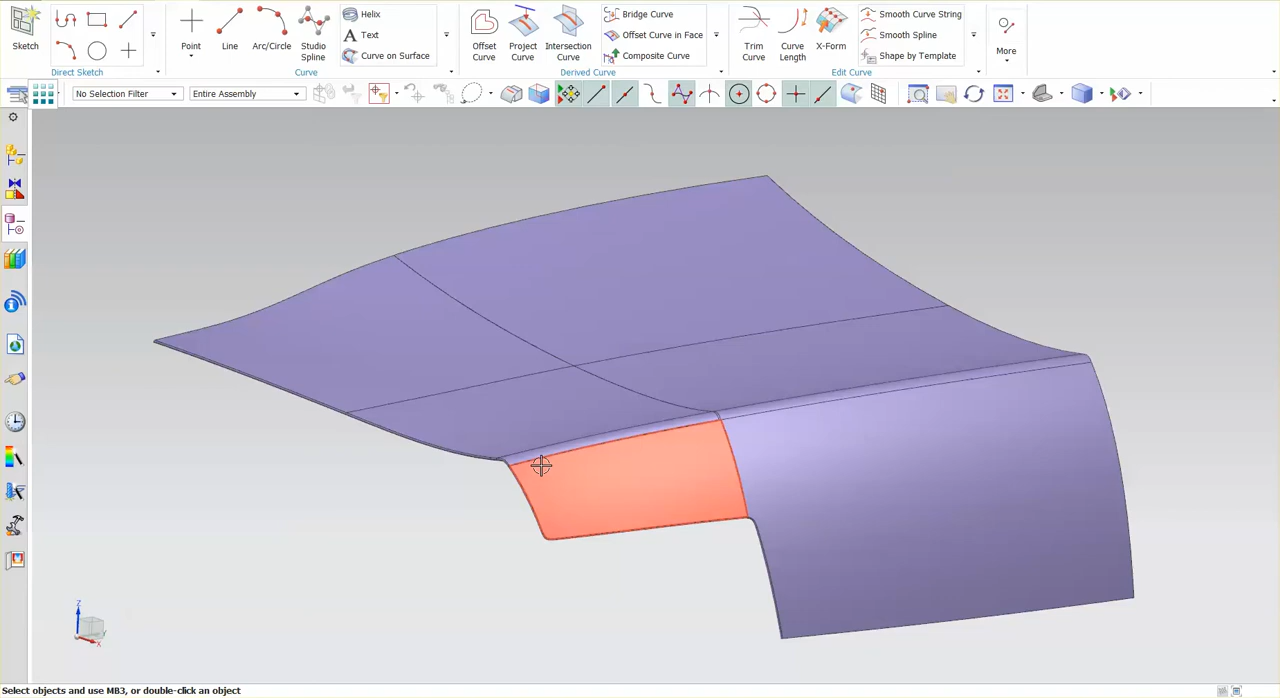 Sketch
Direct Sketch
Point
Line
Arc/Circle
Studio
Spline
Helix
Text
Curve on Surface
Curve
Offset
Curve
Project
Curve
Intersection
Curve
Bridge Curve
Offset Curve in Face
Composite Curve
Derived Curve
Trim
Curve
Curve
Length
X-Form
Smooth Curve String
Smooth Spline
Shape by Template
Edit Curve
More
No Selection Filter
Entire Assembly
Z
X
Select objects and use MB3, or double-click an object